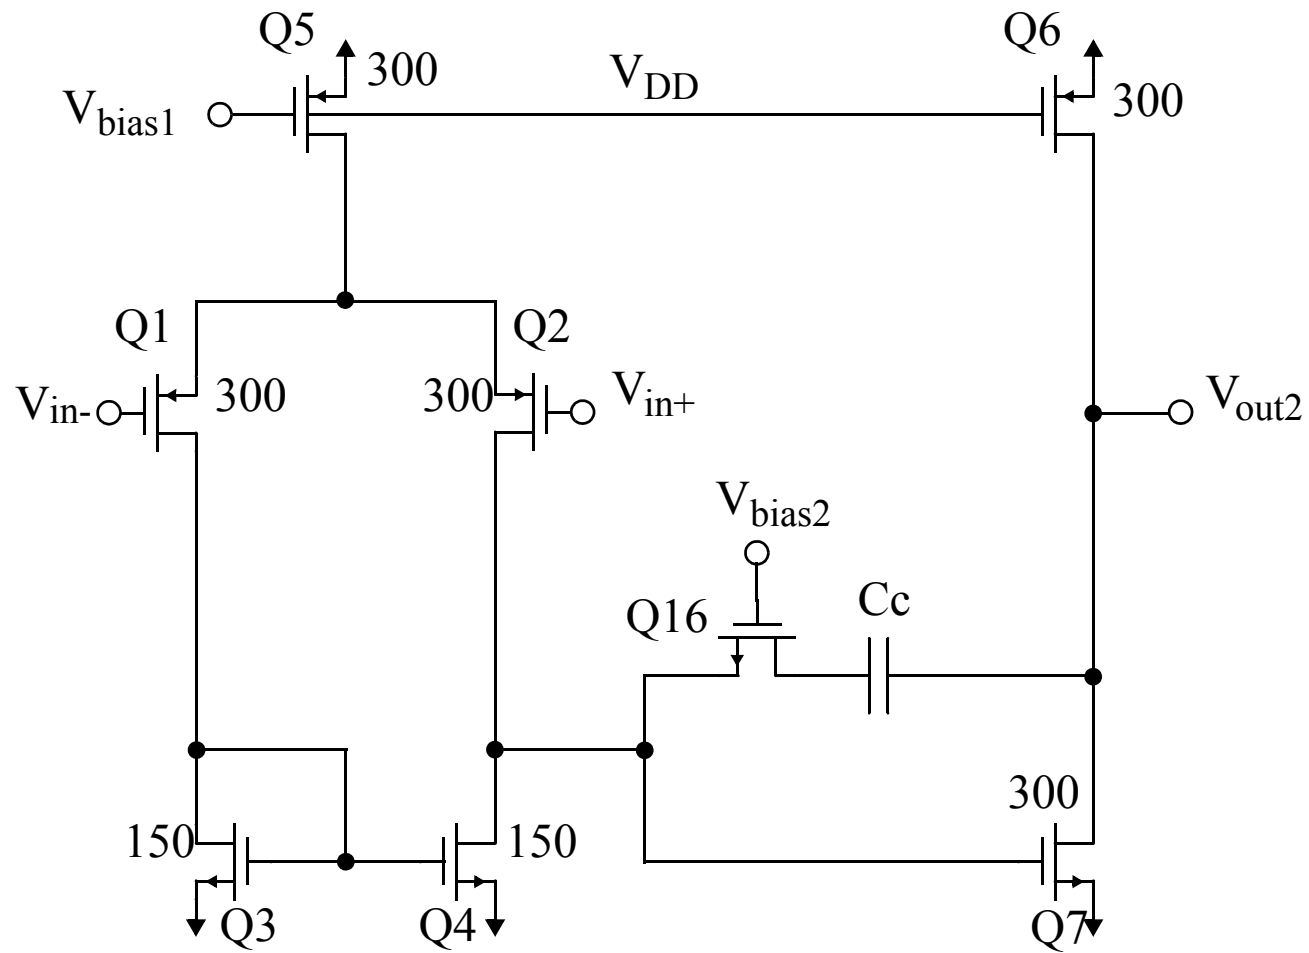 Q5
Q6
300
V_DD
300
V_bias1
Q1
Q2
V_in-
300
300
V_in+
V_out2
V_bias2
Q16
Cc
300
150
150
Q3
Q4
Q7